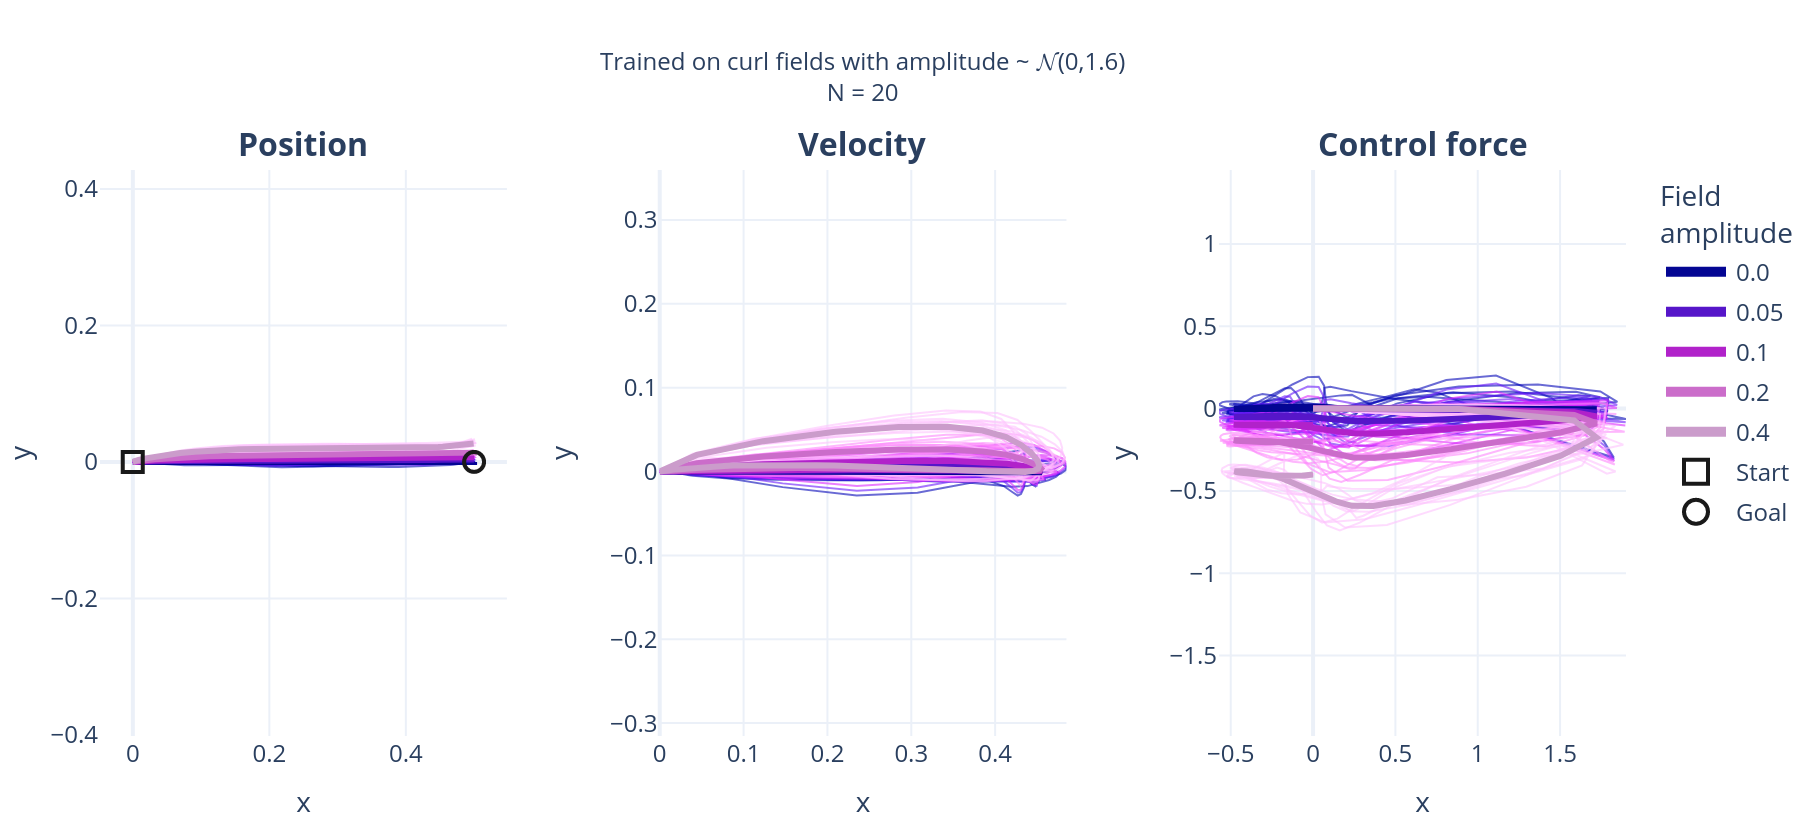 Trained on curl fields with amplitude ~ 𝒩(0,1.6)
N = 20
Position
Velocity
Control force
0.4
0.2
0
−0.2
−0.4
y
0
0.2
0.4
x
0.3
0.2
0.1
0
−0.1
−0.2
−0.3
y
0
0.1
0.2
0.3
0.4
x
1
0.5
0
−0.5
−1
−1.5
y
−0.5
0
0.5
1
1.5
x
Field
amplitude
0.0
0.05
0.1
0.2
0.4
Start
Goal